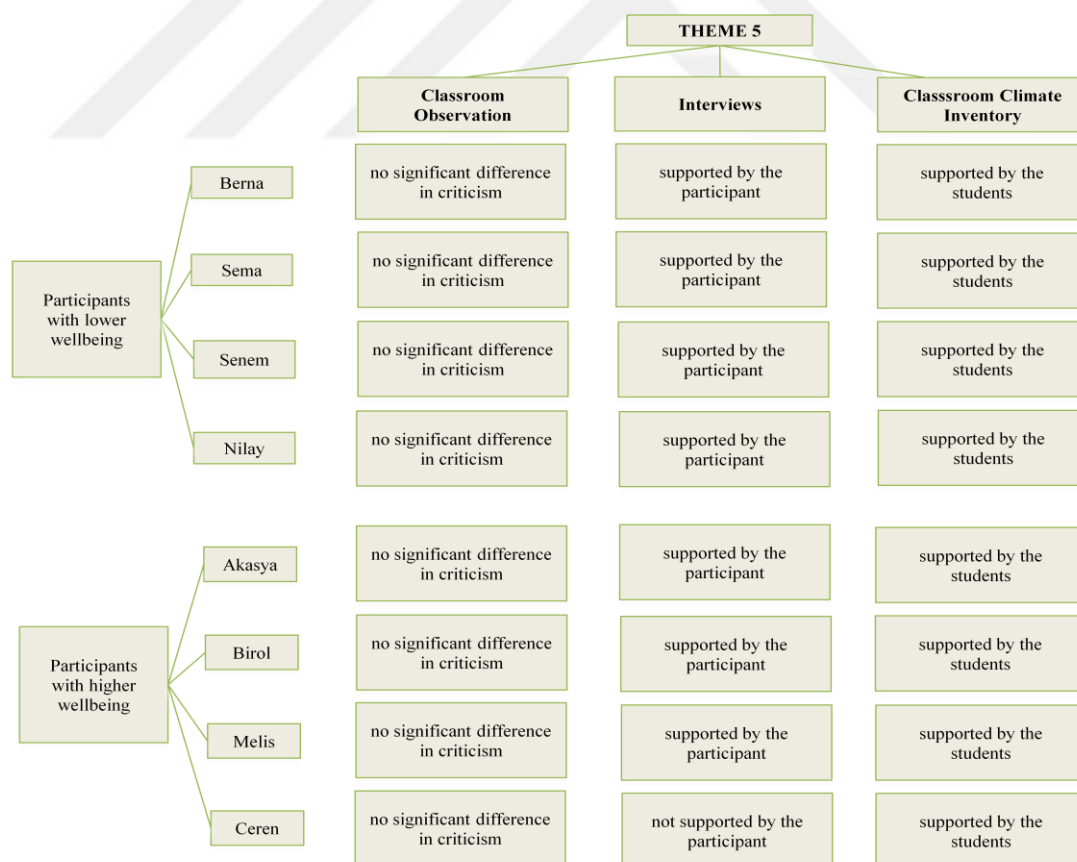 THEME 5
Classroom
Observation
Interviews
Classsroom Climate
Inventory
Participants
with lower
wellbeing
Berna
no significant difference
in criticism
supported by the
participant
supported by the
students
Sema
no significant difference
in criticism
supported by the
participant
supported by the
students
Senem
no significant difference
in criticism
supported by the
participant
supported by the
students
Nilay
no significant difference
in criticism
supported by the
participant
supported by the
students
Participants
with higher
wellbeing
Akasya
no significant difference
in criticism
supported by the
participant
supported by the
students
Birol
no significant difference
in criticism
supported by the
participant
supported by the
students
Melis
no significant difference
in criticism
supported by the
participant
supported by the
students
Ceren
no significant difference
in criticism
not supported by the
participant
supported by the
students